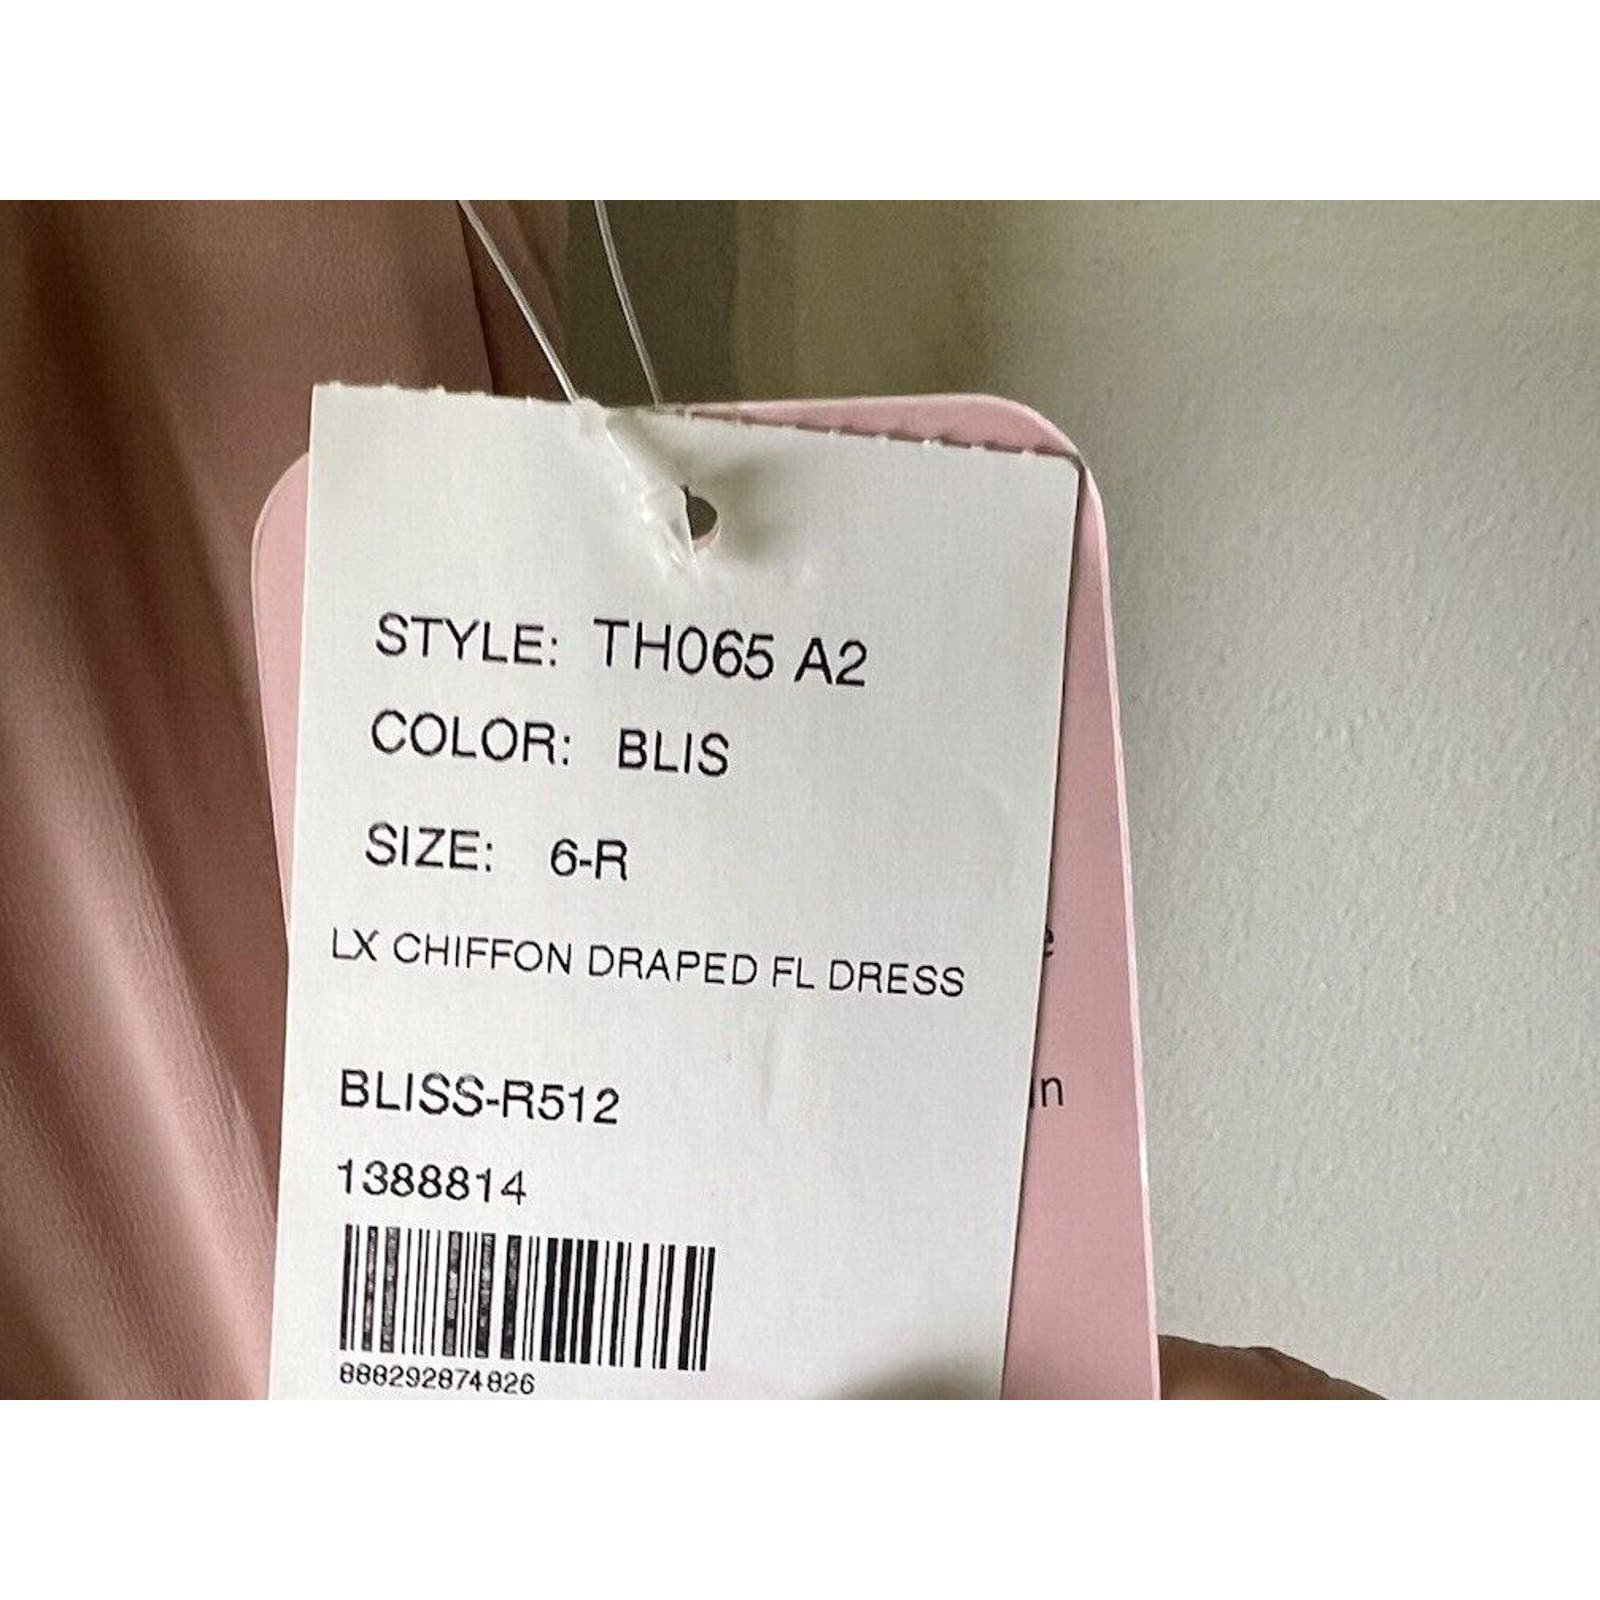 STYLE: TH065 A2
COLOR: BLIS
SIZE: 6-R
LX CHIFFON DRAPED FL DRESS
BLISS-R512
1388814
888292874826